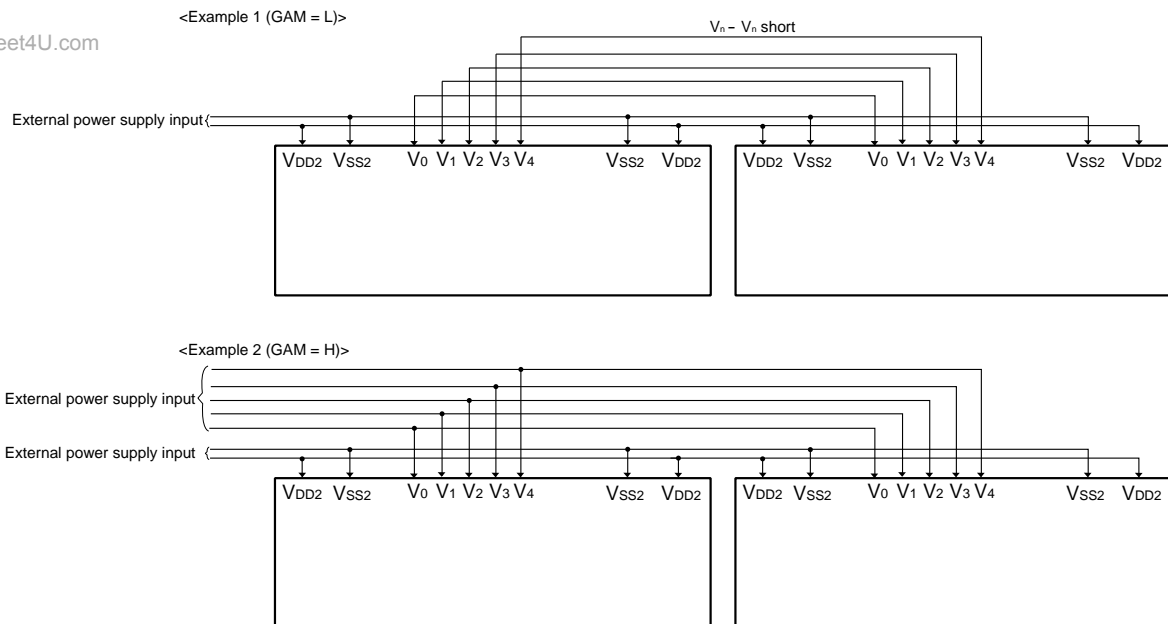 <Example 1 (GAM = L)>
eet4U.com
Vn – Vn short
External power supply input
VDD2 VSS2 V0 V1 V2 V3 V4 VSS2 VDD2 VDD2 VSS2 V0 V1 V2 V3 V4 VSS2 VDD2
<Example 2 (GAM = H)>
External power supply input
External power supply input
VDD2 VSS2 V0 V1 V2 V3 V4 VSS2 VDD2 VDD2 VSS2 V0 V1 V2 V3 V4 VSS2 VDD2